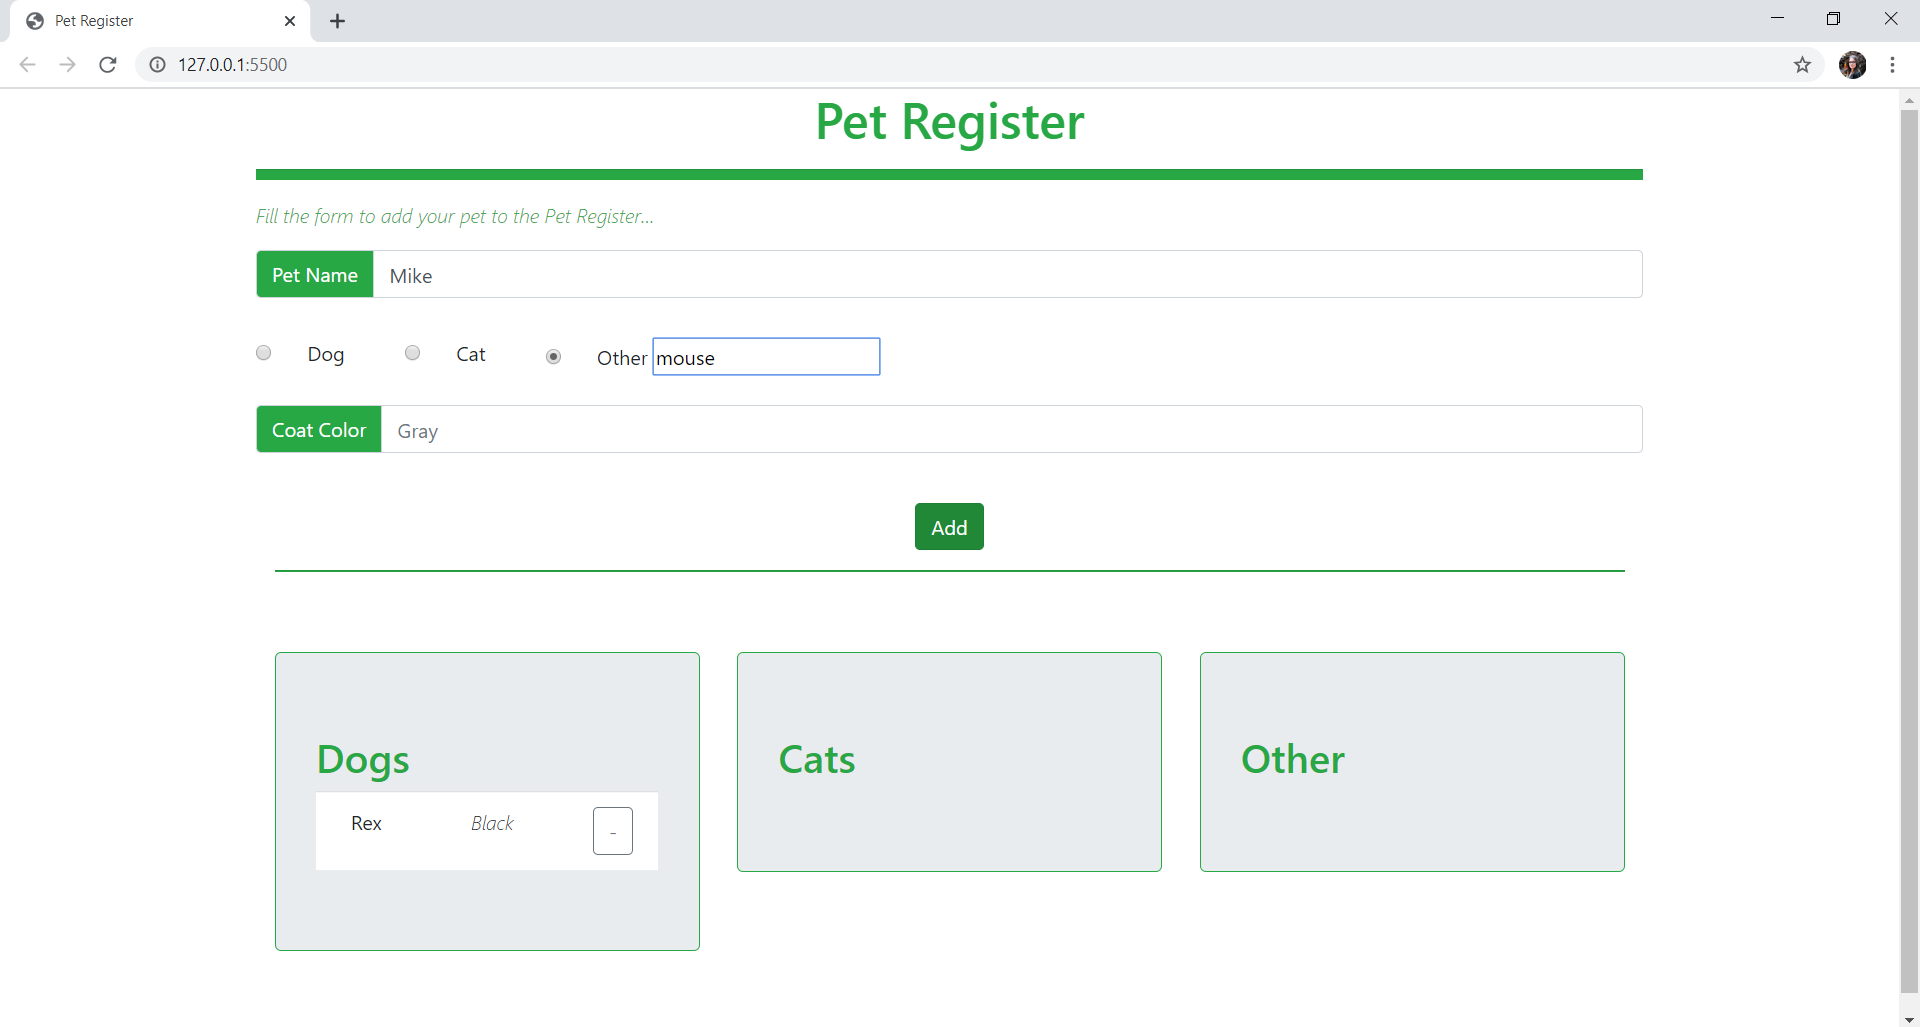 Pet Register
127.0.0.1:5500
Pet Register
Fill the form to add your pet to the Pet Register...
Pet Name Mike
Dog Cat Other mouse
Coat Color Gray
Add
Dogs Cats Other
Rex Black -